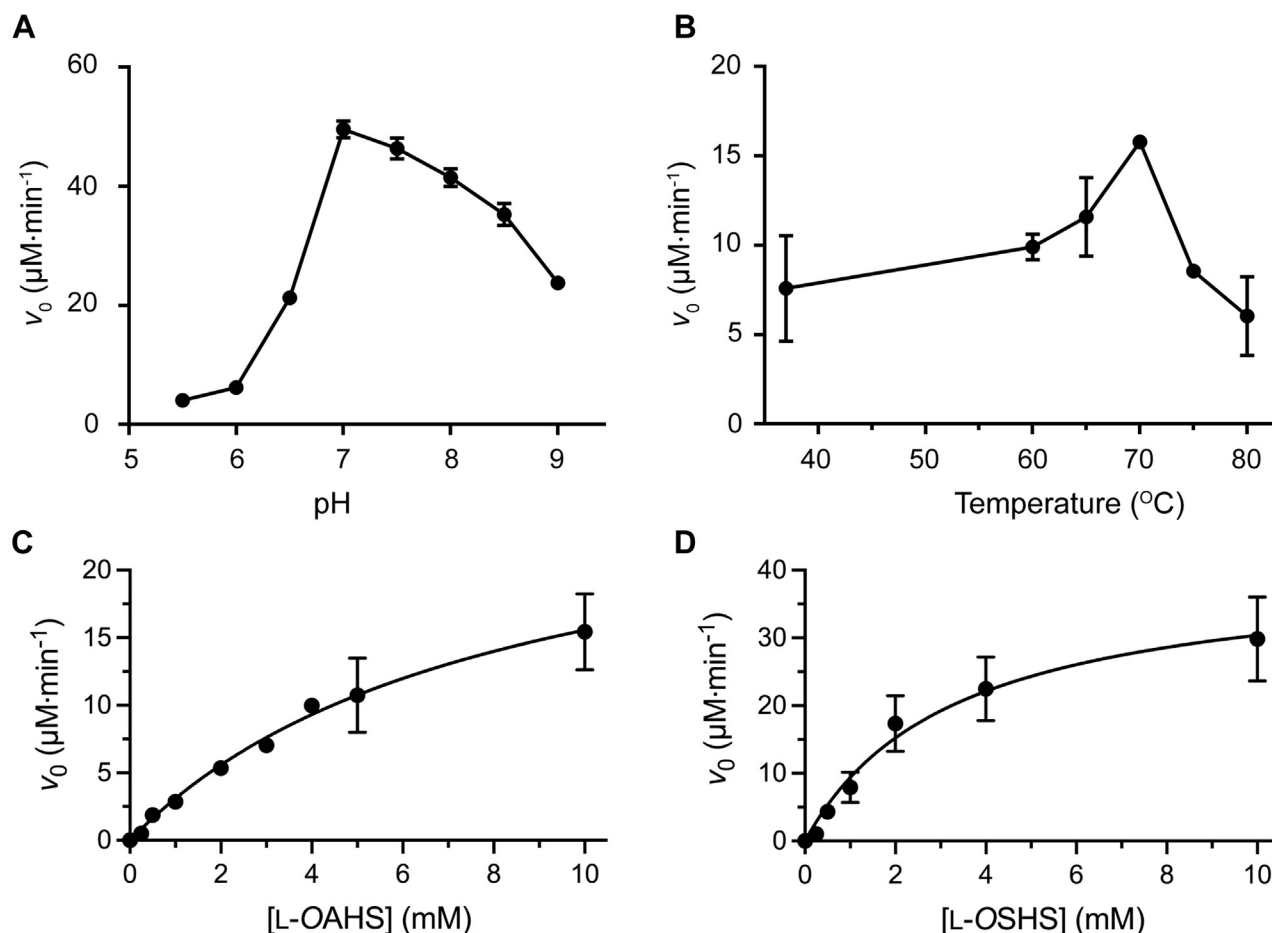 A
60
40
20
0
v₀ (µM·min⁻¹)
5 6 7 8 9
pH
B
20
15
10
5
0
v₀ (µM·min⁻¹)
40 50 60 70 80
Temperature (ᴼC)
C
20
15
10
5
0
v₀ (µM·min⁻¹)
0 2 4 6 8 10
[L-OAHS] (mM)
D
40
30
20
10
0
v₀ (µM·min⁻¹)
0 2 4 6 8 10
[L-OSHS] (mM)